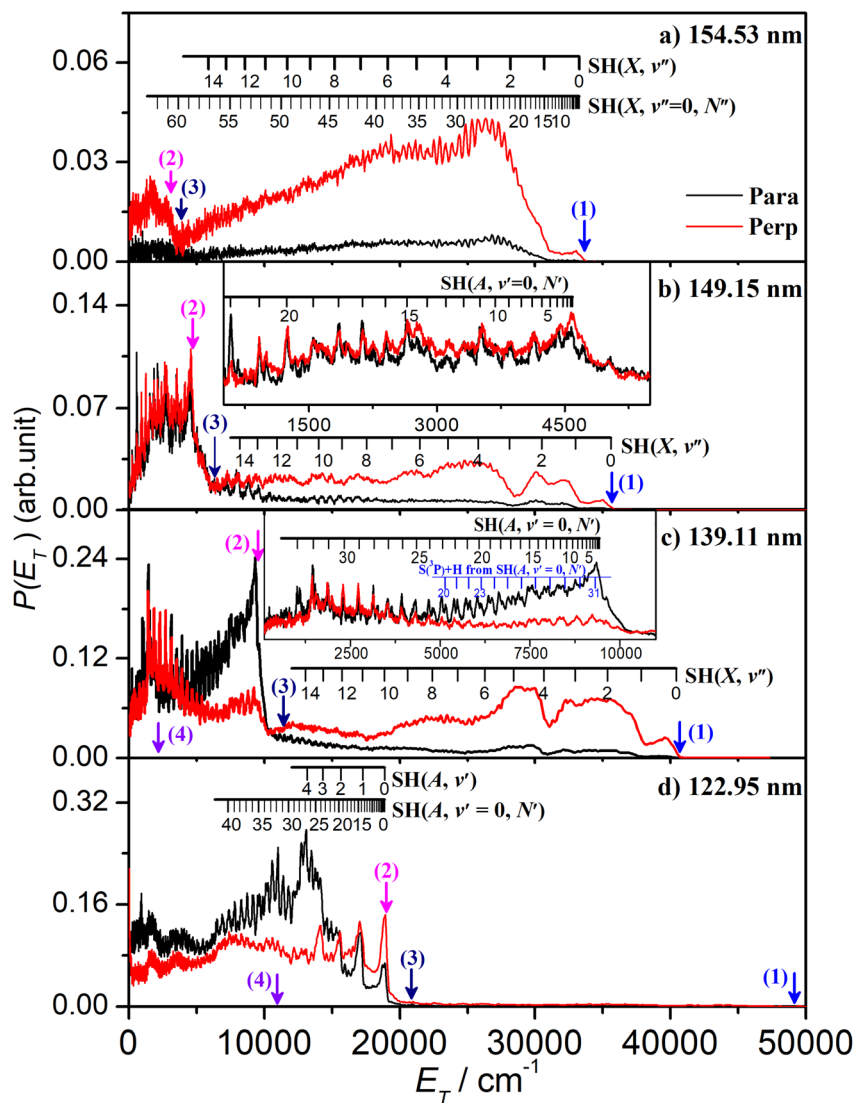 a) 154.53 nm
0.06
14 12 10 8 6 4 2 0
SH(X, v″)
SH(X, v″=0, N″)
60 55 50 45 40 35 30 20 15 10
(2)
(3)
0.03
Para
Perp
(1)
0.00
b) 149.15 nm
SH(A, v′=0, N′)
20 15 10 5
0.14
(2)
1500 3000 4500
0.07
(3)
SH(X, v″)
14 12 10 8 6 4 2 0
(1)
0.00
P(E_T) (arb.unit)
c) 139.11 nm
SH(A, v′ = 0, N′)
30 25 20 15 10 5
S(³P)+H from SH(A, v′ = 0, N′)
20 23 31
0.24
(2)
2500 5000 7500 10000
0.12
(3)
SH(X, v″)
14 12 10 8 6 4 2 0
(4)
(1)
0.00
d) 122.95 nm
4 3 2 1 0
SH(A, v′)
SH(A, v′ = 0, N′)
40 35 30 25 20 15 0
0.32
(2)
0.16
(4)
(3)
(1)
0.00
0 10000 20000 30000 40000 50000
E_T / cm⁻¹